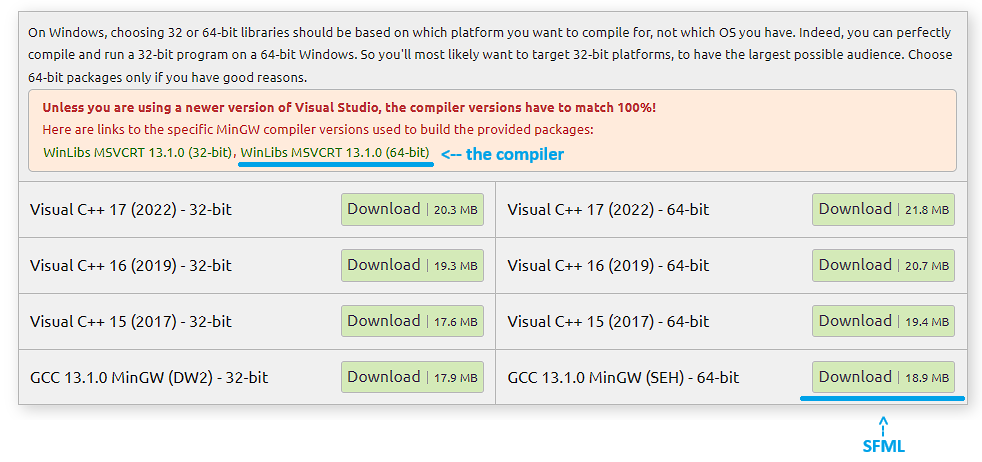 On Windows, choosing 32 or 64-bit libraries should be based on which platform you want to compile for, not which OS you have. Indeed, you can perfectly
compile and run a 32-bit program on a 64-bit Windows. So you'll most likely want to target 32-bit platforms, to have the largest possible audience. Choose
64-bit packages only if you have good reasons.
Unless you are using a newer version of Visual Studio, the compiler versions have to match 100%!
Here are links to the specific MinGW compiler versions used to build the provided packages:
WinLibs MSVCRT 13.1.0 (32-bit), WinLibs MSVCRT 13.1.0 (64-bit) <-- the compiler
Visual C++ 17 (2022) - 32-bit Download | 20.3 MB Visual C++ 17 (2022) - 64-bit Download | 21.8 MB
Visual C++ 16 (2019) - 32-bit Download | 19.3 MB Visual C++ 16 (2019) - 64-bit Download | 20.7 MB
Visual C++ 15 (2017) - 32-bit Download | 17.6 MB Visual C++ 15 (2017) - 64-bit Download | 19.4 MB
GCC 13.1.0 MinGW (DW2) - 32-bit Download | 17.9 MB GCC 13.1.0 MinGW (SEH) - 64-bit Download | 18.9 MB
SFML